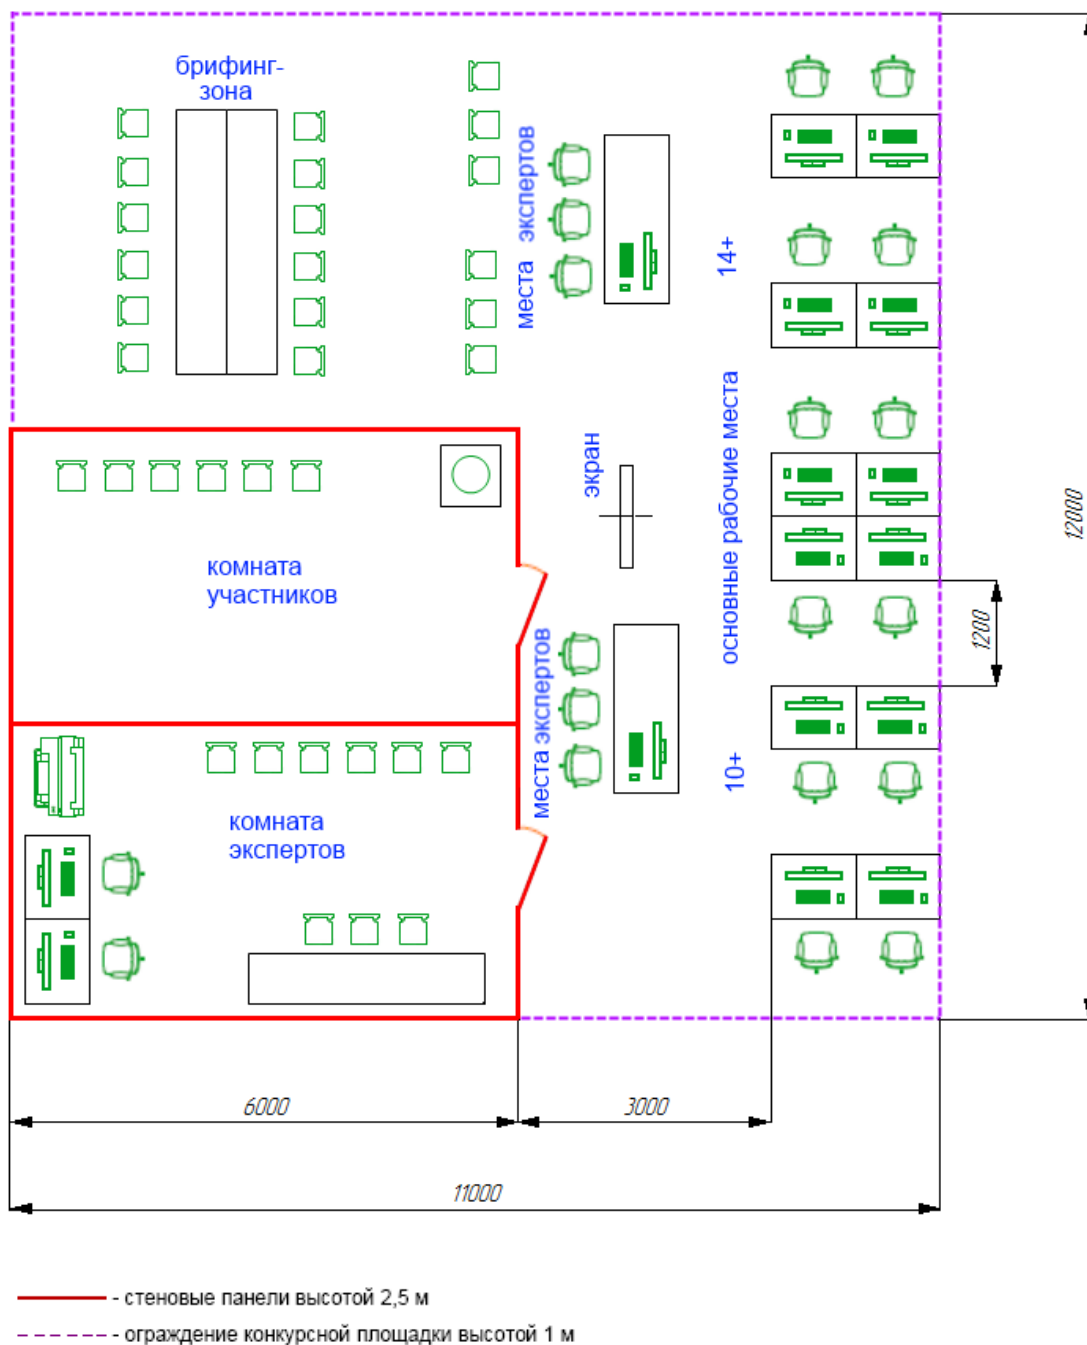 брифинг-
зона
места экспертов
14+
экран
основные рабочие места
12000
комната
участников
1200
места экспертов
10+
комната
экспертов
6000
3000
11000
- стеновые панели высотой 2,5 м
- ограждение конкурсной площадки высотой 1 м